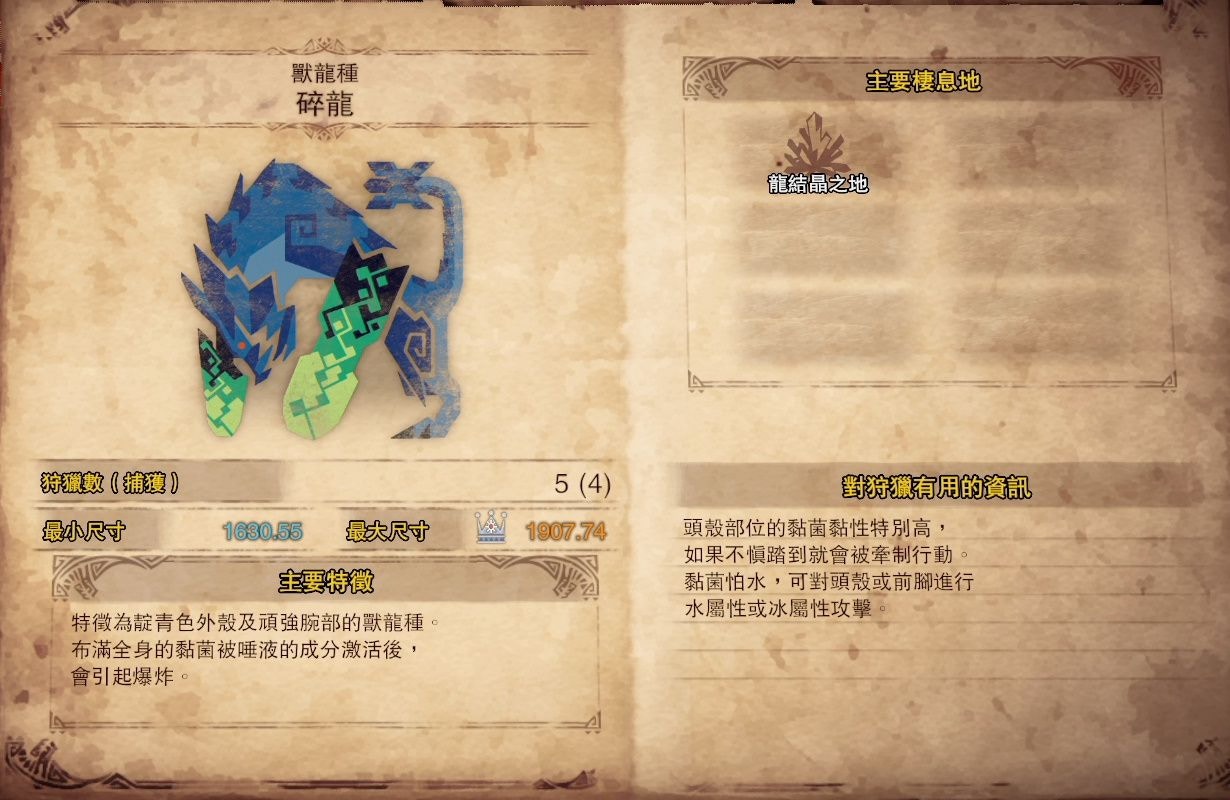 獸龍種
碎龍
狩獵數（捕獲）
5 (4)
最小尺寸 1630.55 最大尺寸 1907.74
主要特徵
特徵為靛青色外殼及頑強腕部的獸龍種。
布滿全身的黏菌被唾液的成分激活後，
會引起爆炸。
主要棲息地
龍結晶之地
對狩獵有用的資訊
頭殼部位的黏菌黏性特別高，
如果不慎踏到就會被牽制行動。
黏菌怕水，可對頭殼或前腳進行
水屬性或冰屬性攻擊。